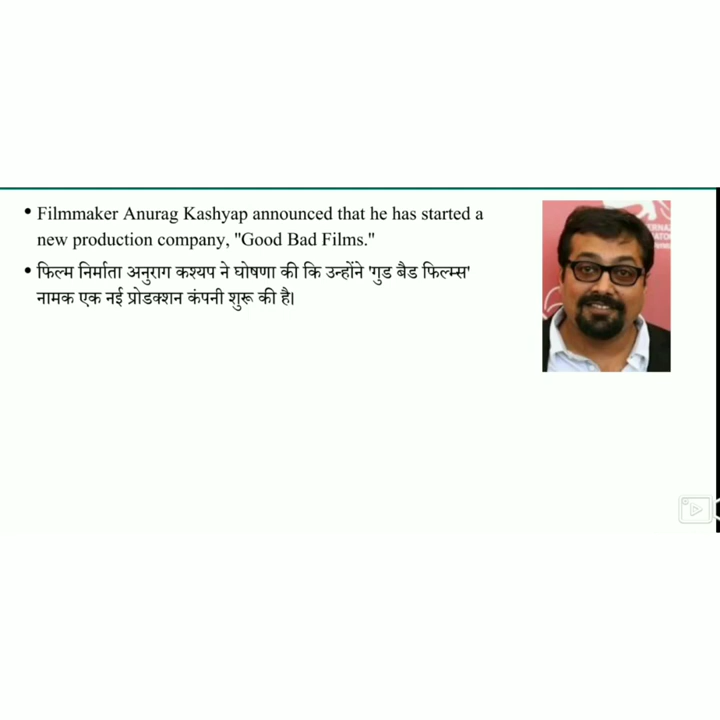 • Filmmaker Anurag Kashyap announced that he has started a
new production company, "Good Bad Films."
• फिल्म निर्माता अनुराग कश्यप ने घोषणा की कि उन्होंने 'गुड बैड फिल्म्स'
नामक एक नई प्रोडक्शन कंपनी शुरू की है।